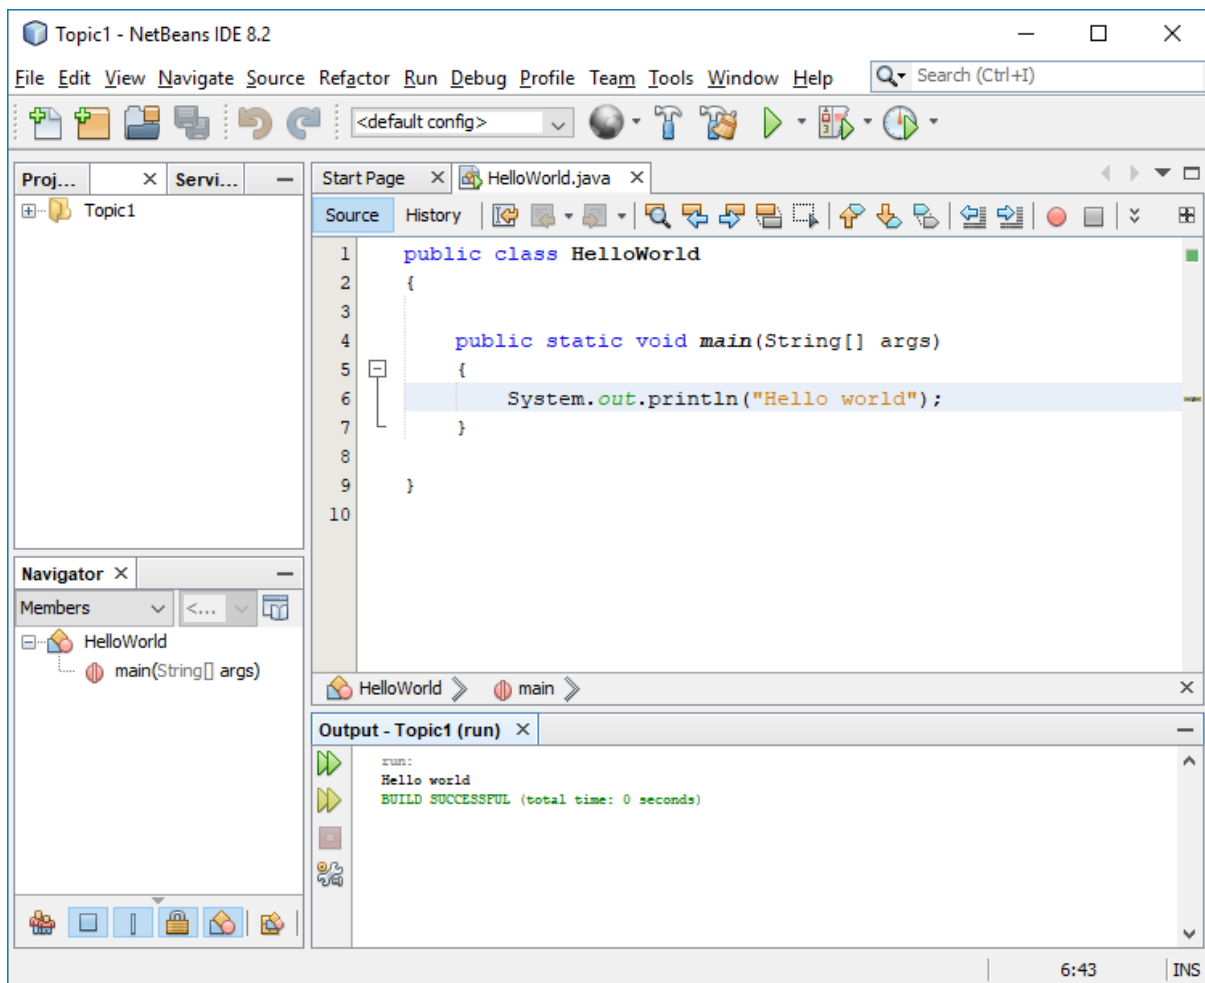 Topic1 - NetBeans IDE 8.2
File Edit View Navigate Source Refactor Run Debug Profile Team Tools Window Help
Search (Ctrl+I)
<default config>
Proj...
Servi...
Topic1
Start Page
HelloWorld.java
Source
History
1 public class HelloWorld
2 {
3
4 public static void main(String[] args)
5 {
6 System.out.println("Hello world");
7 }
8
9 }
10
Navigator
Members
<...
HelloWorld
main(String[] args)
HelloWorld
main
Output - Topic1 (run)
run:
Hello world
BUILD SUCCESSFUL (total time: 0 seconds)
6:43
INS